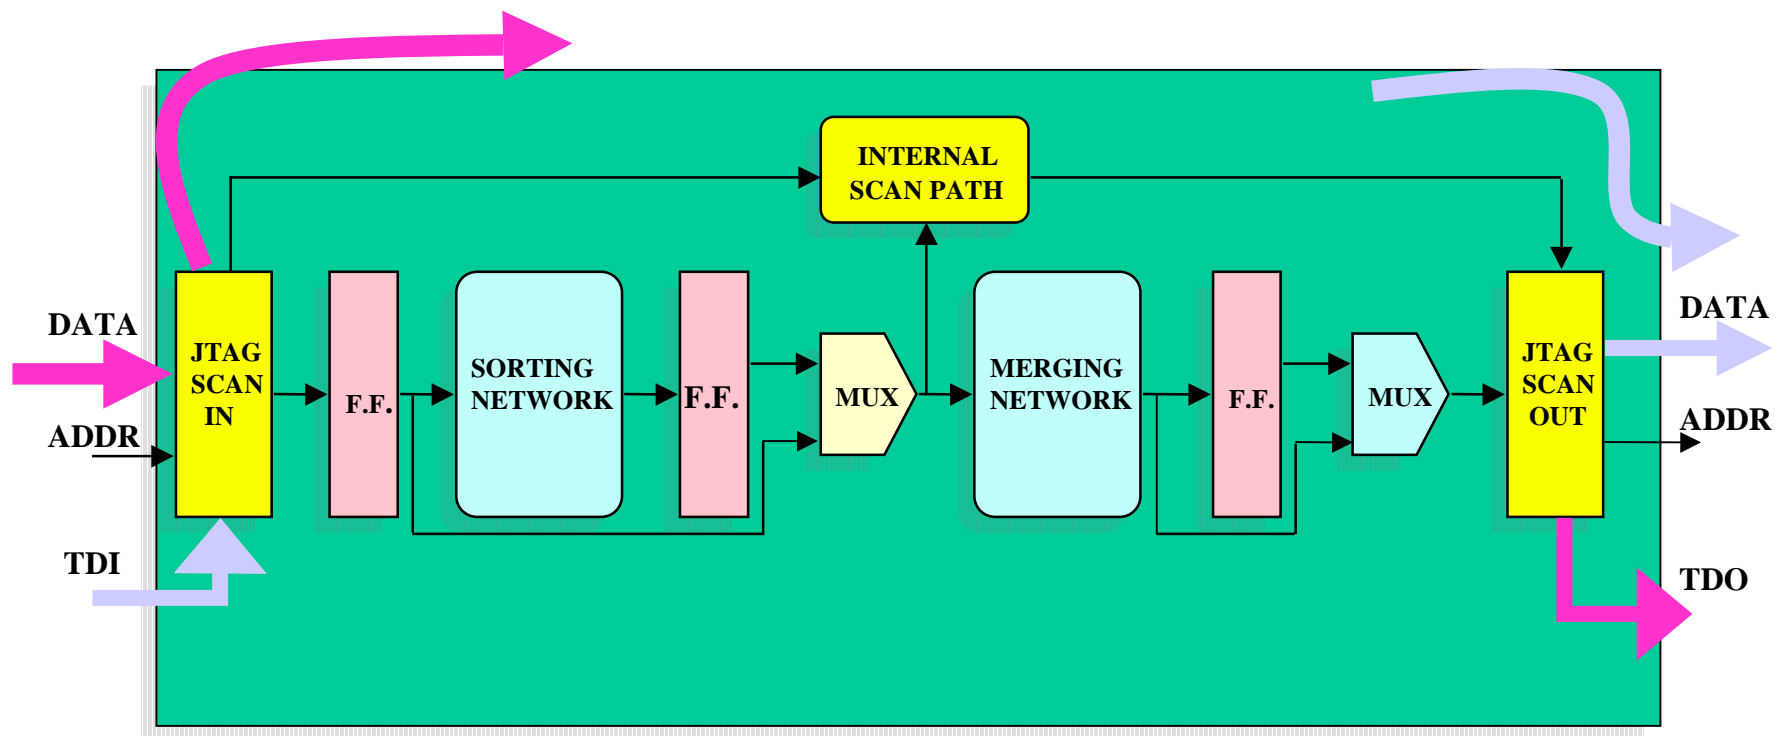 INTERNAL
SCAN PATH
DATA
ADDR
TDI
JTAG
SCAN
IN
F.F.
SORTING
NETWORK
F.F.
MUX
MERGING
NETWORK
F.F.
MUX
JTAG
SCAN
OUT
DATA
ADDR
TDO